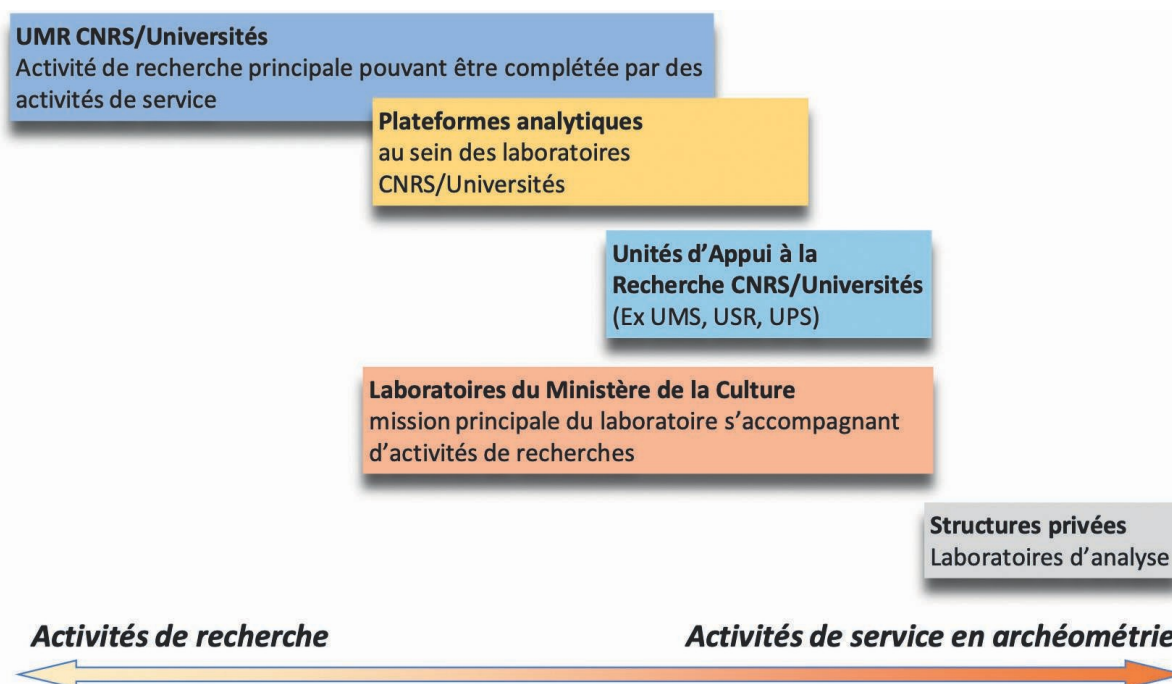 UMR CNRS/Universités
Activité de recherche principale pouvant être complétée par des
activités de service
Plateformes analytiques
au sein des laboratoires
CNRS/Universités
Unités d’Appui à la
Recherche CNRS/Universités
(Ex UMS, USR, UPS)
Laboratoires du Ministère de la Culture
mission principale du laboratoire s’accompagnant
d’activités de recherches
Structures privées
Laboratoires d’analyse
Activités de recherche
Activités de service en archéométrie